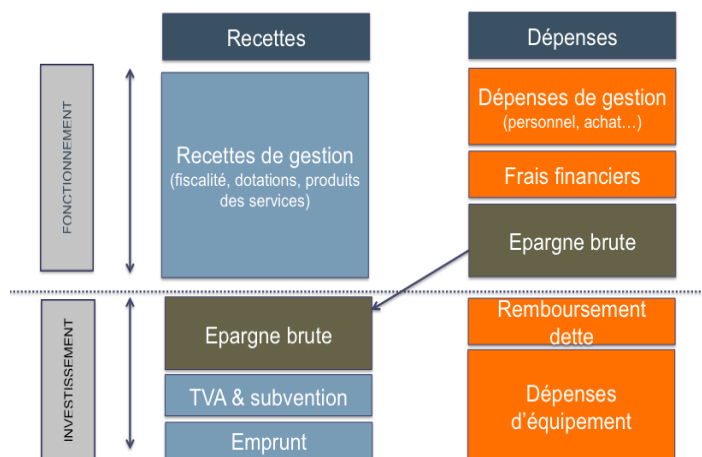 Recettes
Dépenses
FONCTIONNEMENT
Recettes de gestion
(fiscalité, dotations, produits
des services)
Dépenses de gestion
(personnel, achat...)
Frais financiers
Epargne brute
INVESTISSEMENT
Epargne brute
TVA & subvention
Emprunt
Remboursement
dette
Dépenses
d'équipement